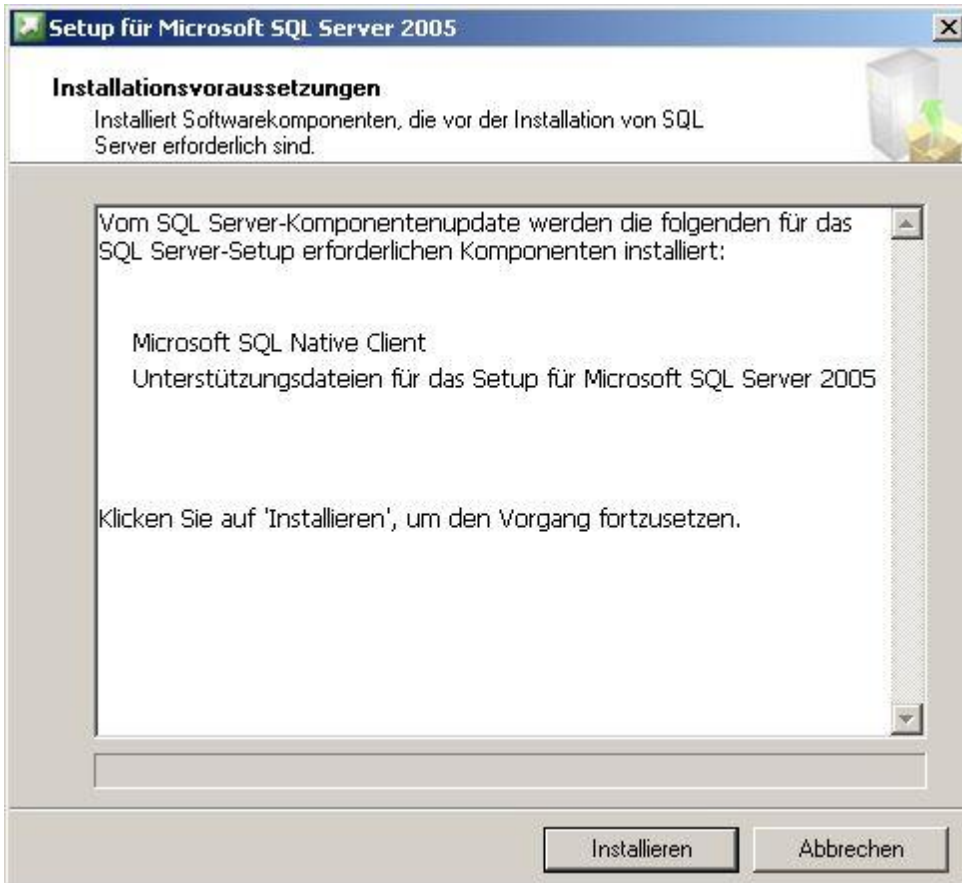 Setup für Microsoft SQL Server 2005
Installationsvoraussetzungen
Installiert Softwarekomponenten, die vor der Installation von SQL
Server erforderlich sind.
Vom SQL Server-Komponentenupdate werden die folgenden für das
SQL Server-Setup erforderlichen Komponenten installiert:
Microsoft SQL Native Client
Unterstützungsdateien für das Setup für Microsoft SQL Server 2005
Klicken Sie auf 'Installieren', um den Vorgang fortzusetzen.
Installieren
Abbrechen